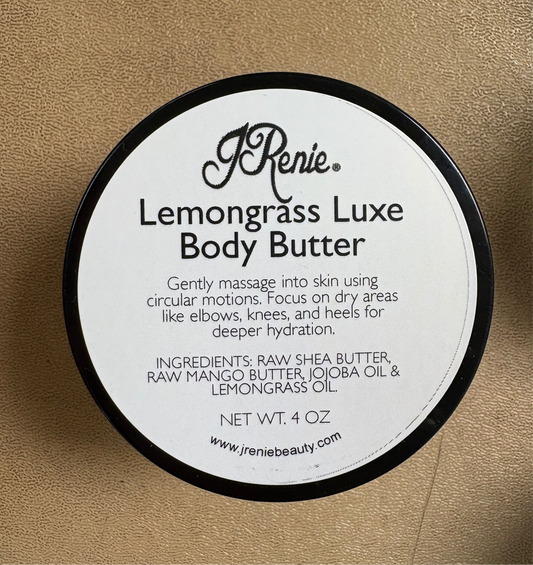 JRenie®
Lemongrass Luxe
Body Butter
Gently massage into skin using
circular motions. Focus on dry areas
like elbows, knees, and heels for
deeper hydration.
INGREDIENTS: RAW SHEA BUTTER,
RAW MANGO BUTTER, JOJOBA OIL &
LEMONGRASS OIL.
NET WT. 4 OZ
www.jreniebeauty.com